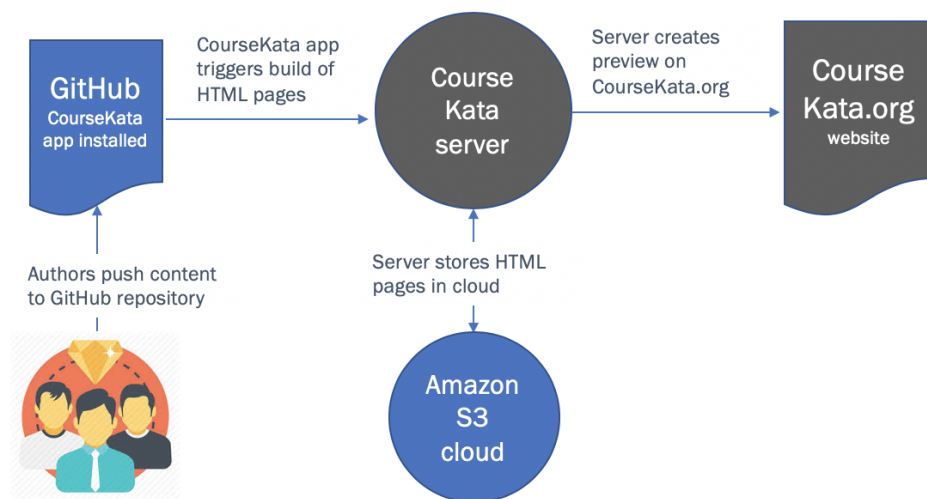 GitHub
CourseKata
app installed
CourseKata app
triggers build of
HTML pages
Course
Kata
server
Server creates
preview on
CourseKata.org
Course
Kata.org
website
Authors push content
to GitHub repository
Server stores HTML
pages in cloud
Amazon
S3
cloud